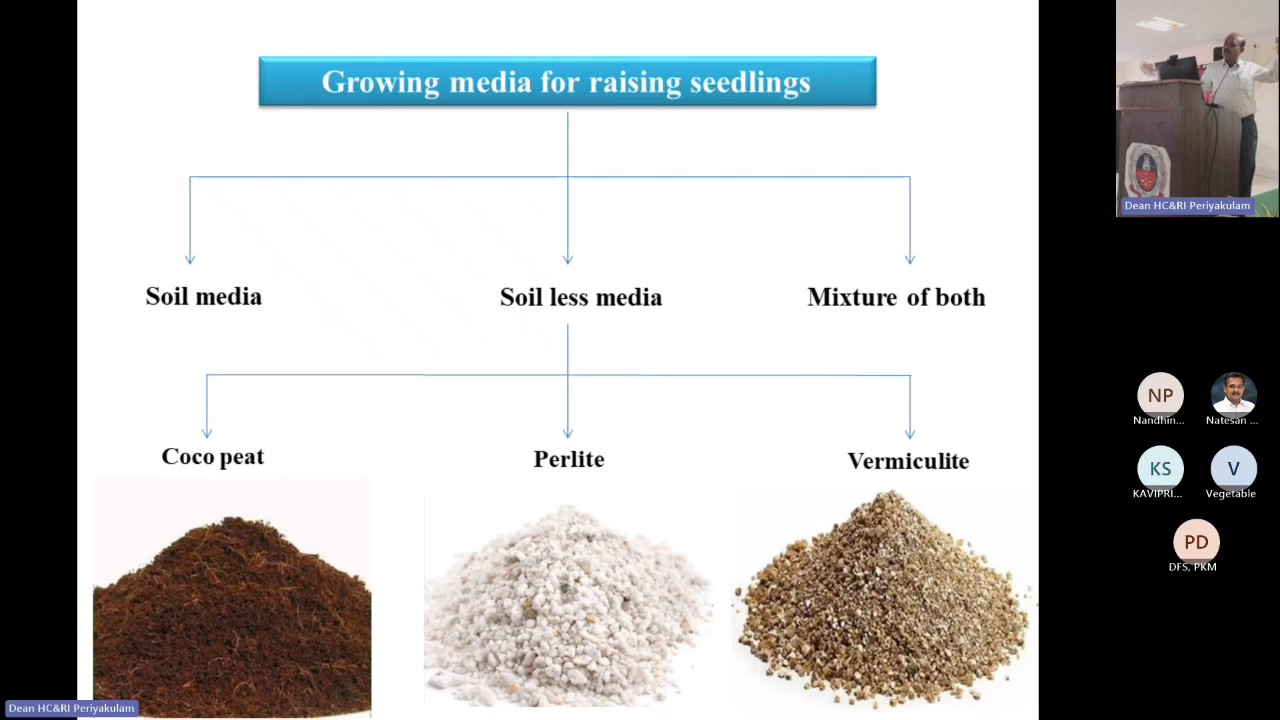 Growing media for raising seedlings
Soil media
Soil less media
Mixture of both
Coco peat
Perlite
Vermiculite
Dean HC&RI Periyakulam
Dean HC&RI Periyakulam
NP
Nandhin...
Natesan ...
KS
KAVIPRI...
V
Vegetable
PD
DFS, PKM